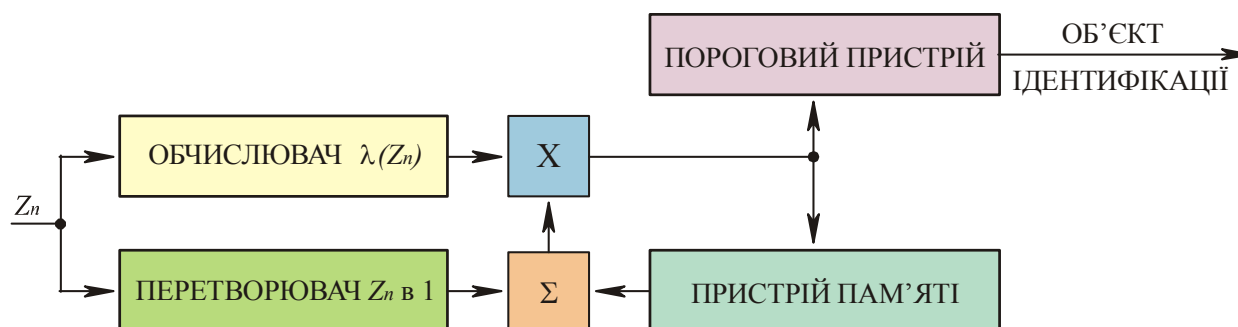 ПОРОГОВИЙ ПРИСТРІЙ
ОБ’ЄКТ
ІДЕНТИФІКАЦІЇ
ОБЧИСЛЮВАЧ λ(Zn)
X
Zn
ПЕРЕТВОРЮВАЧ Zn в 1
Σ
ПРИСТРІЙ ПАМ’ЯТІ